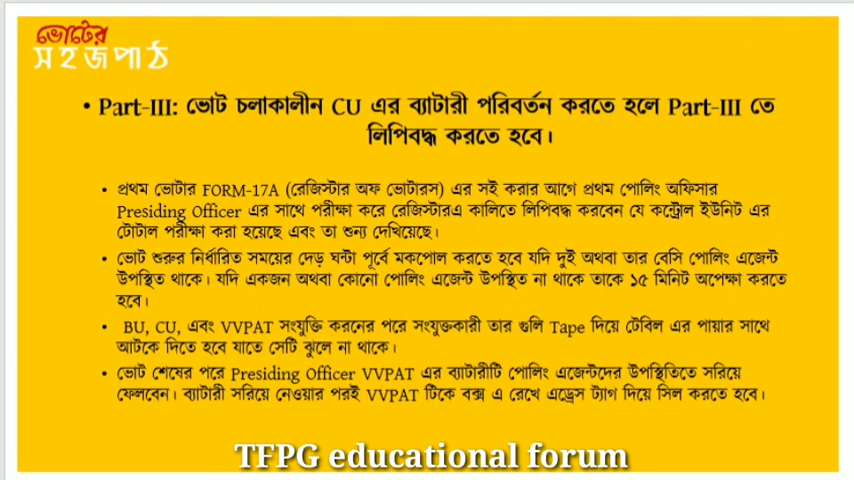 ভোটের
সহজপাঠ
• Part-III: ভোট চলাকালীন CU এর ব্যাটারী পরিবর্তন করতে হলে Part-III তে
লিপিবদ্ধ করতে হবে।
• প্রথম ভোটার FORM-17A (রেজিস্টার অফ ভোটারস) এর সই করার আগে প্রথম পোলিং অফিসার
Presiding Officer এর সাথে পরীক্ষা করে রেজিস্টারএ কালিতে লিপিবদ্ধ করবেন যে কন্ট্রোল ইউনিট এর
টোটাল পরীক্ষা করা হয়েছে এবং তা শুন্য দেখিয়েছে।
• ভোট শুরুর নির্ধারিত সময়ের দেড় ঘন্টা পূর্বে মকপোল করতে হবে যদি দুই অথবা তার বেসি পোলিং এজেন্ট
উপস্থিত থাকে। যদি একজন অথবা কোনো পোলিং এজেন্ট উপস্থিত না থাকে তাকে ১৫ মিনিট অপেক্ষা করতে
হবে।
• BU, CU, এবং VVPAT সংযুক্তি করনের পরে সংযুক্তকারী তার গুলি Tape দিয়ে টেবিল এর পায়ার সাথে
আটকে দিতে হবে যাতে সেটি ঝুলে না থাকে।
• ভোট শেষের পরে Presiding Officer VVPAT এর ব্যাটারীটি পোলিং এজেন্টদের উপস্থিতিতে সরিয়ে
ফেলবেন। ব্যাটারী সরিয়ে নেওয়ার পরই VVPAT টিকে বক্স এ রেখে এড্রেস ট্যাগ দিয়ে সিল করতে হবে।
TFPG educational forum